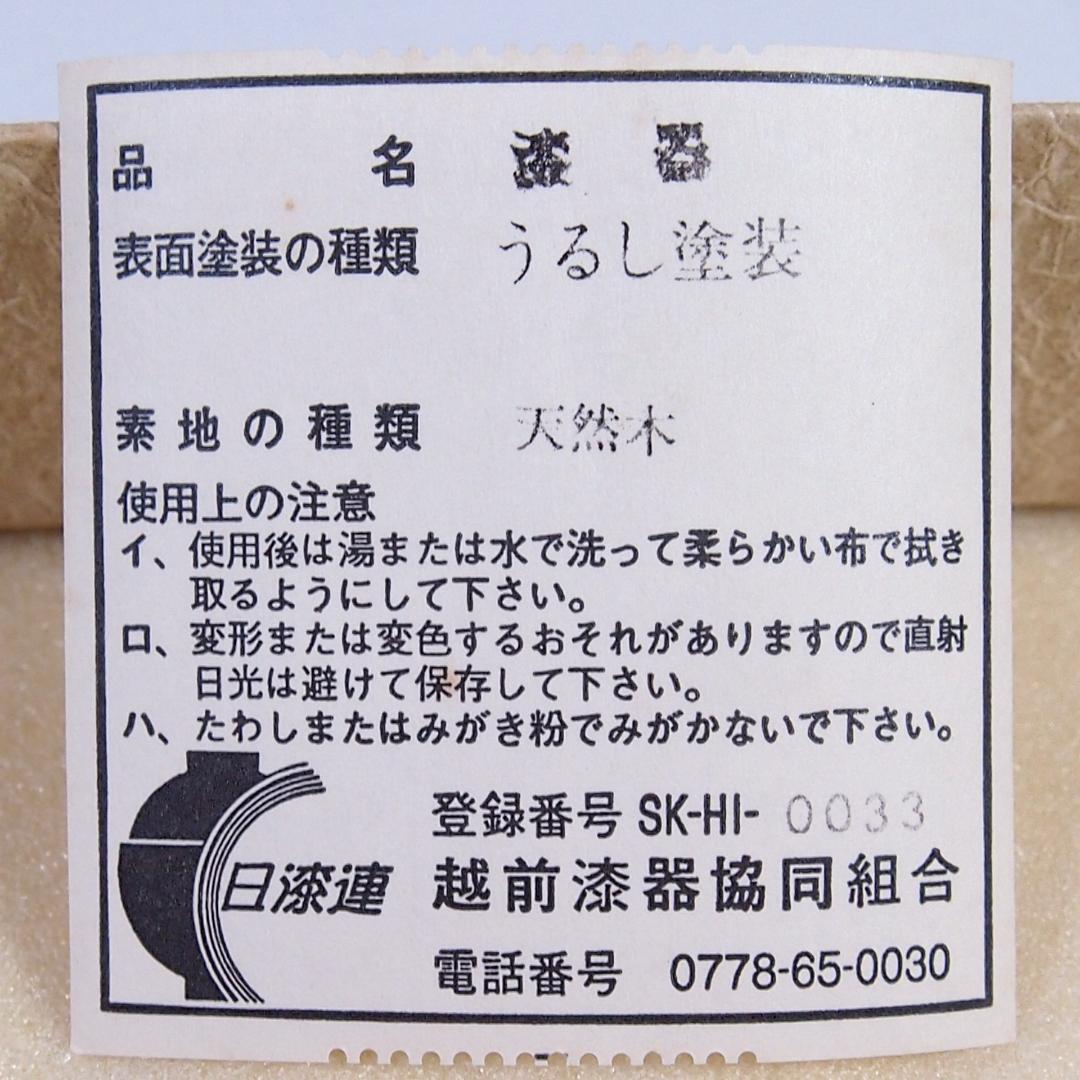 品名 漆器
表面塗装の種類 うるし塗装
素地の種類 天然木
使用上の注意
イ、使用後は湯または水で洗って柔らかい布で拭き
取るようにして下さい。
ロ、変形または変色するおそれがありますので直射
日光は避けて保存して下さい。
ハ、たわしまたはみがき粉でみがかないで下さい。
登録番号 SK-HI- 0033
日漆連 越前漆器協同組合
電話番号 0778-65-0030